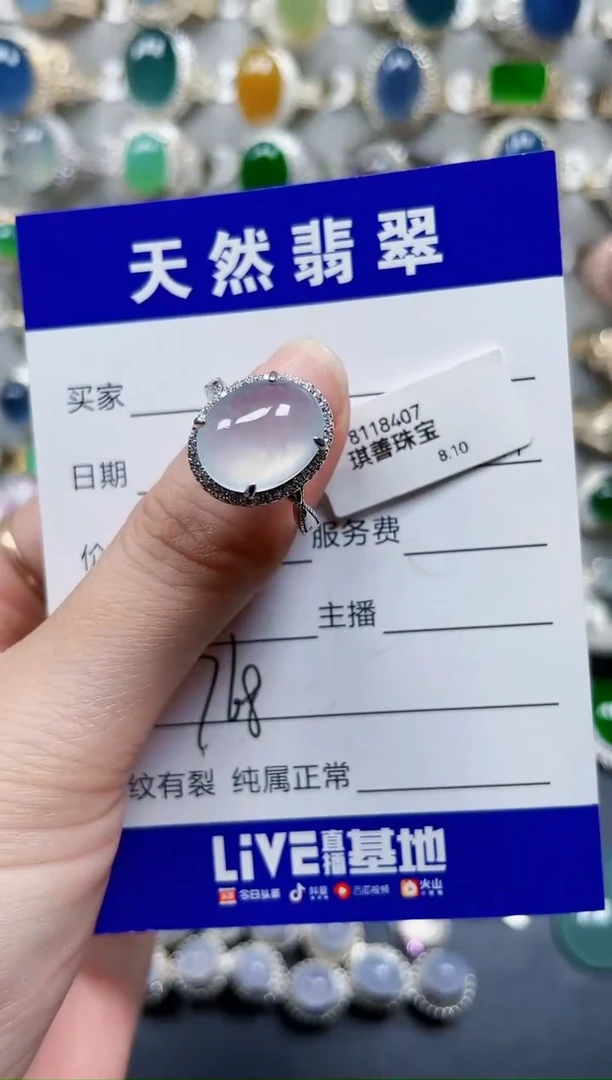 天然翡翠
买家
8118407
琪善珠宝
8.10
日期
价
服务费
主播
768
纹有裂 纯属正常
LiVE直播基地
今日头条 抖音 西瓜视频 火山